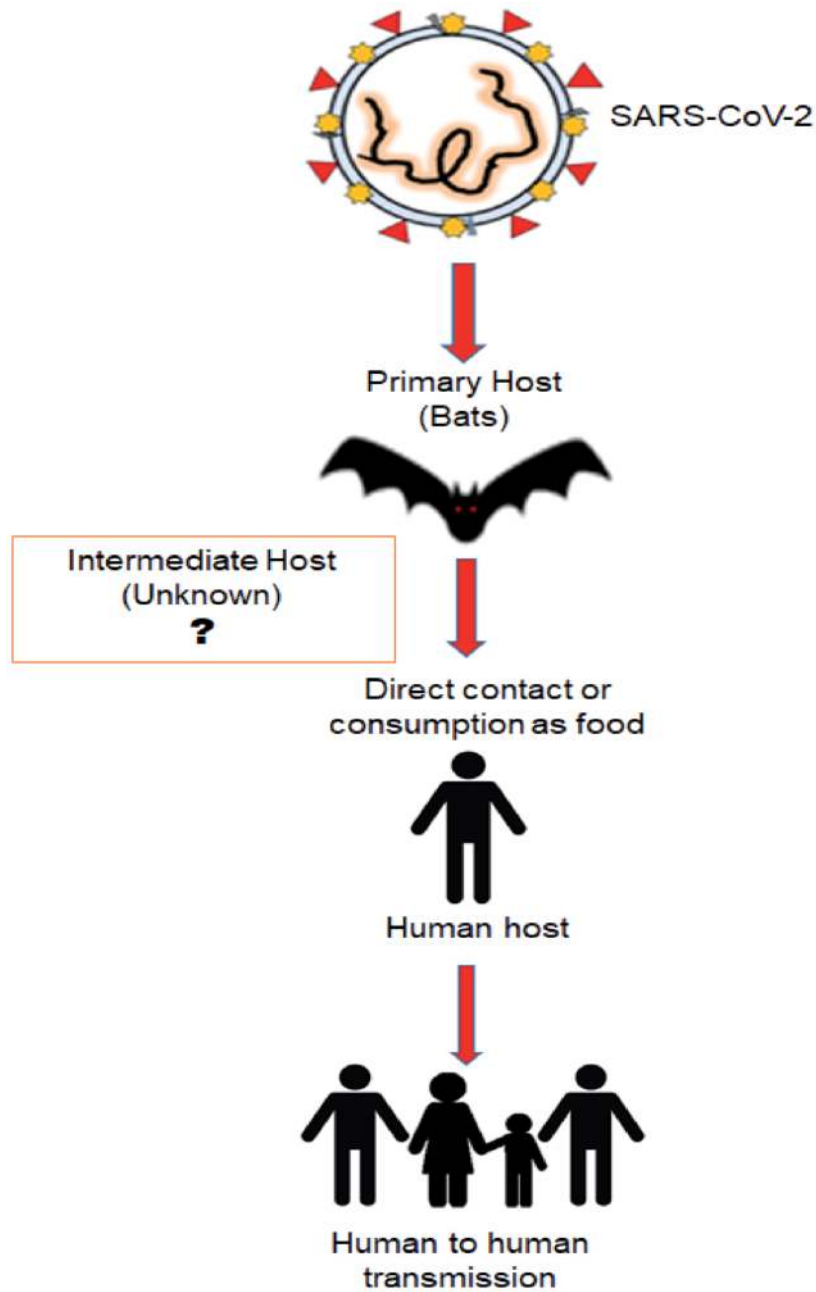 SARS-CoV-2
Primary Host
(Bats)
Intermediate Host
(Unknown)
?
Direct contact or
consumption as food
Human host
Human to human
transmission